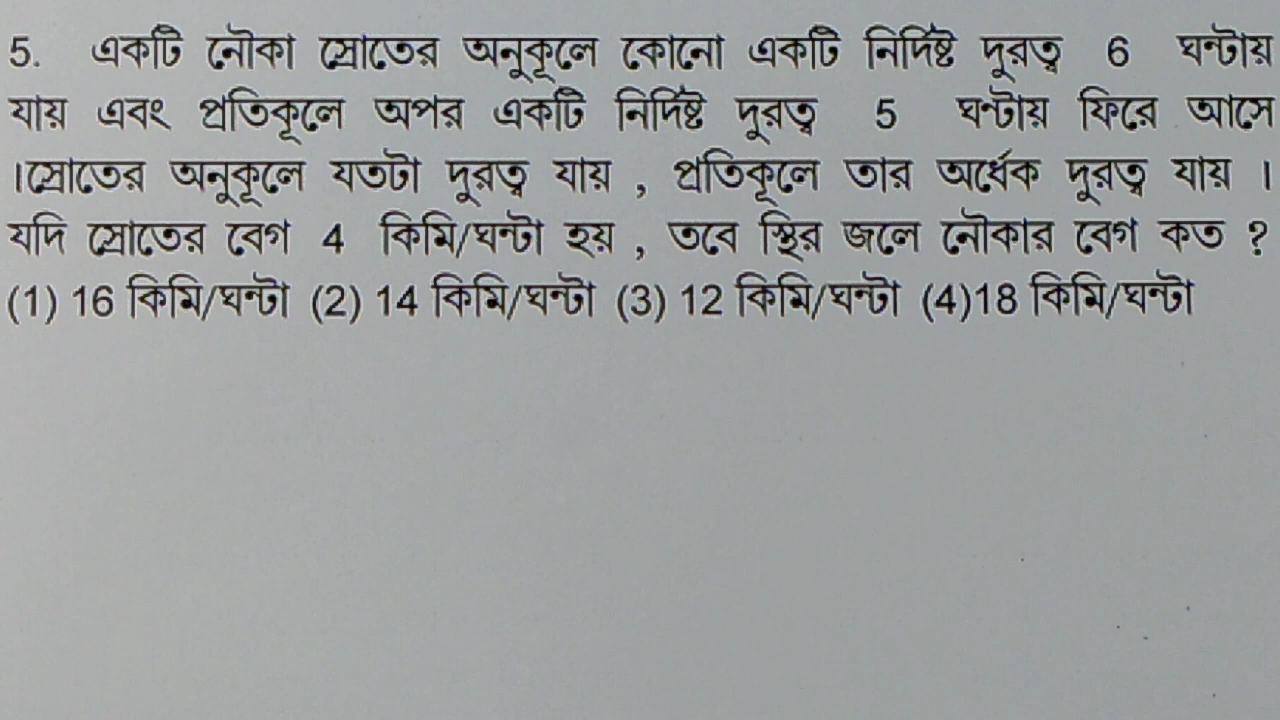 5. একটি নৌকা স্রোতের অনুকূলে কোনো একটি নির্দিষ্ট দুরত্ব 6 ঘন্টায়
যায় এবং প্রতিকূলে অপর একটি নির্দিষ্ট দুরত্ব 5 ঘন্টায় ফিরে আসে
।স্রোতের অনুকূলে যতটা দুরত্ব যায় , প্রতিকূলে তার অর্ধেক দুরত্ব যায় ।
যদি স্রোতের বেগ 4 কিমি/ঘন্টা হয় , তবে স্থির জলে নৌকার বেগ কত ?
(1) 16 কিমি/ঘন্টা (2) 14 কিমি/ঘন্টা (3) 12 কিমি/ঘন্টা (4)18 কিমি/ঘন্টা